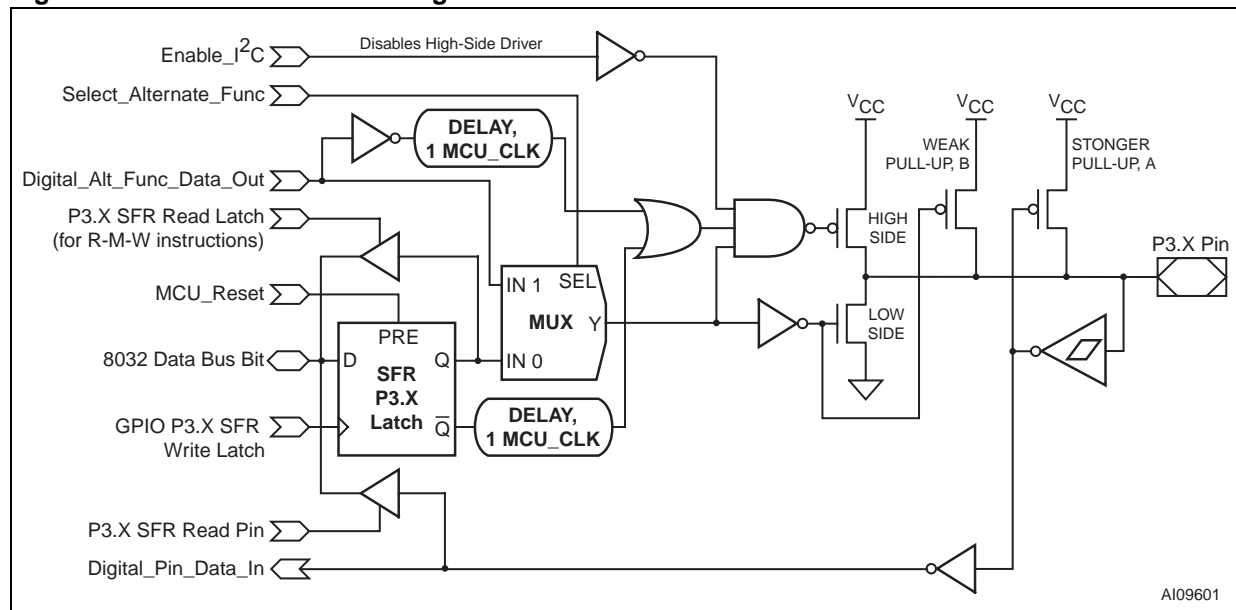 Enable_I2C
Disables High-Side Driver
Select_Alternate_Func
VCC
VCC
VCC
DELAY,
1 MCU_CLK
WEAK
PULL-UP, B
STONGER
PULL-UP, A
Digital_Alt_Func_Data_Out
P3.X SFR Read Latch
(for R-M-W instructions)
HIGH
SIDE
P3.X Pin
MCU_Reset
IN 1
SEL
MUX
Y
IN 0
LOW
SIDE
8032 Data Bus Bit
PRE
D
Q
SFR
P3.X
Latch
Q
DELAY,
1 MCU_CLK
GPIO P3.X SFR
Write Latch
P3.X SFR Read Pin
Digital_Pin_Data_In
AI09601